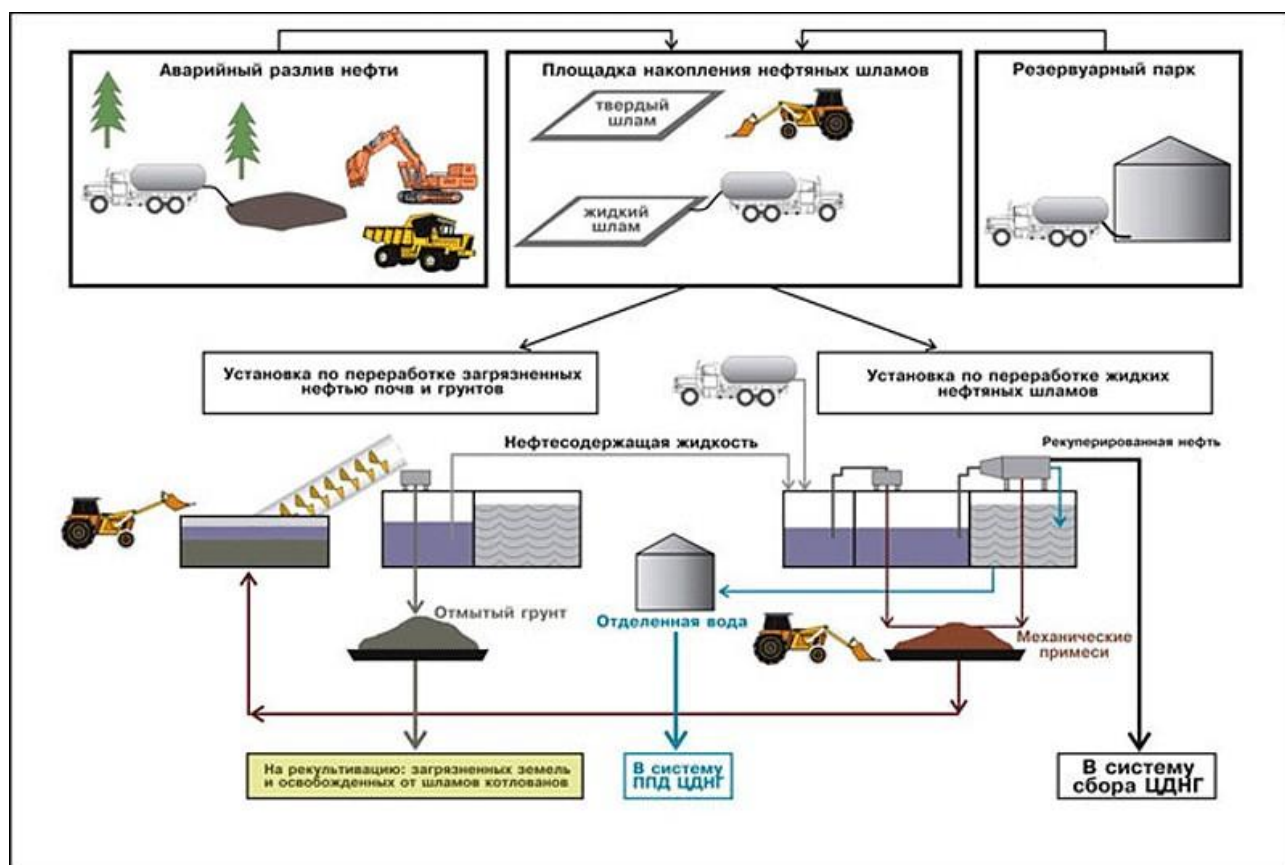 Аварийный разлив нефти
Площадка накопления нефтяных шламов
Резервуарный парк
твердый
шлам
жидкий
шлам
Установка по переработке загрязненных
нефтью почв и грунтов
Установка по переработке жидких
нефтяных шламов
Нефтесодержащая жидкость
Рекуперированная нефть
Отмытый грунт
Отделенная вода
Механические
примеси
На рекультивацию: загрязненных земель
и освобожденных от шламов котлованов
В систему
ППД ЦДНГ
В систему
сбора ЦДНГ